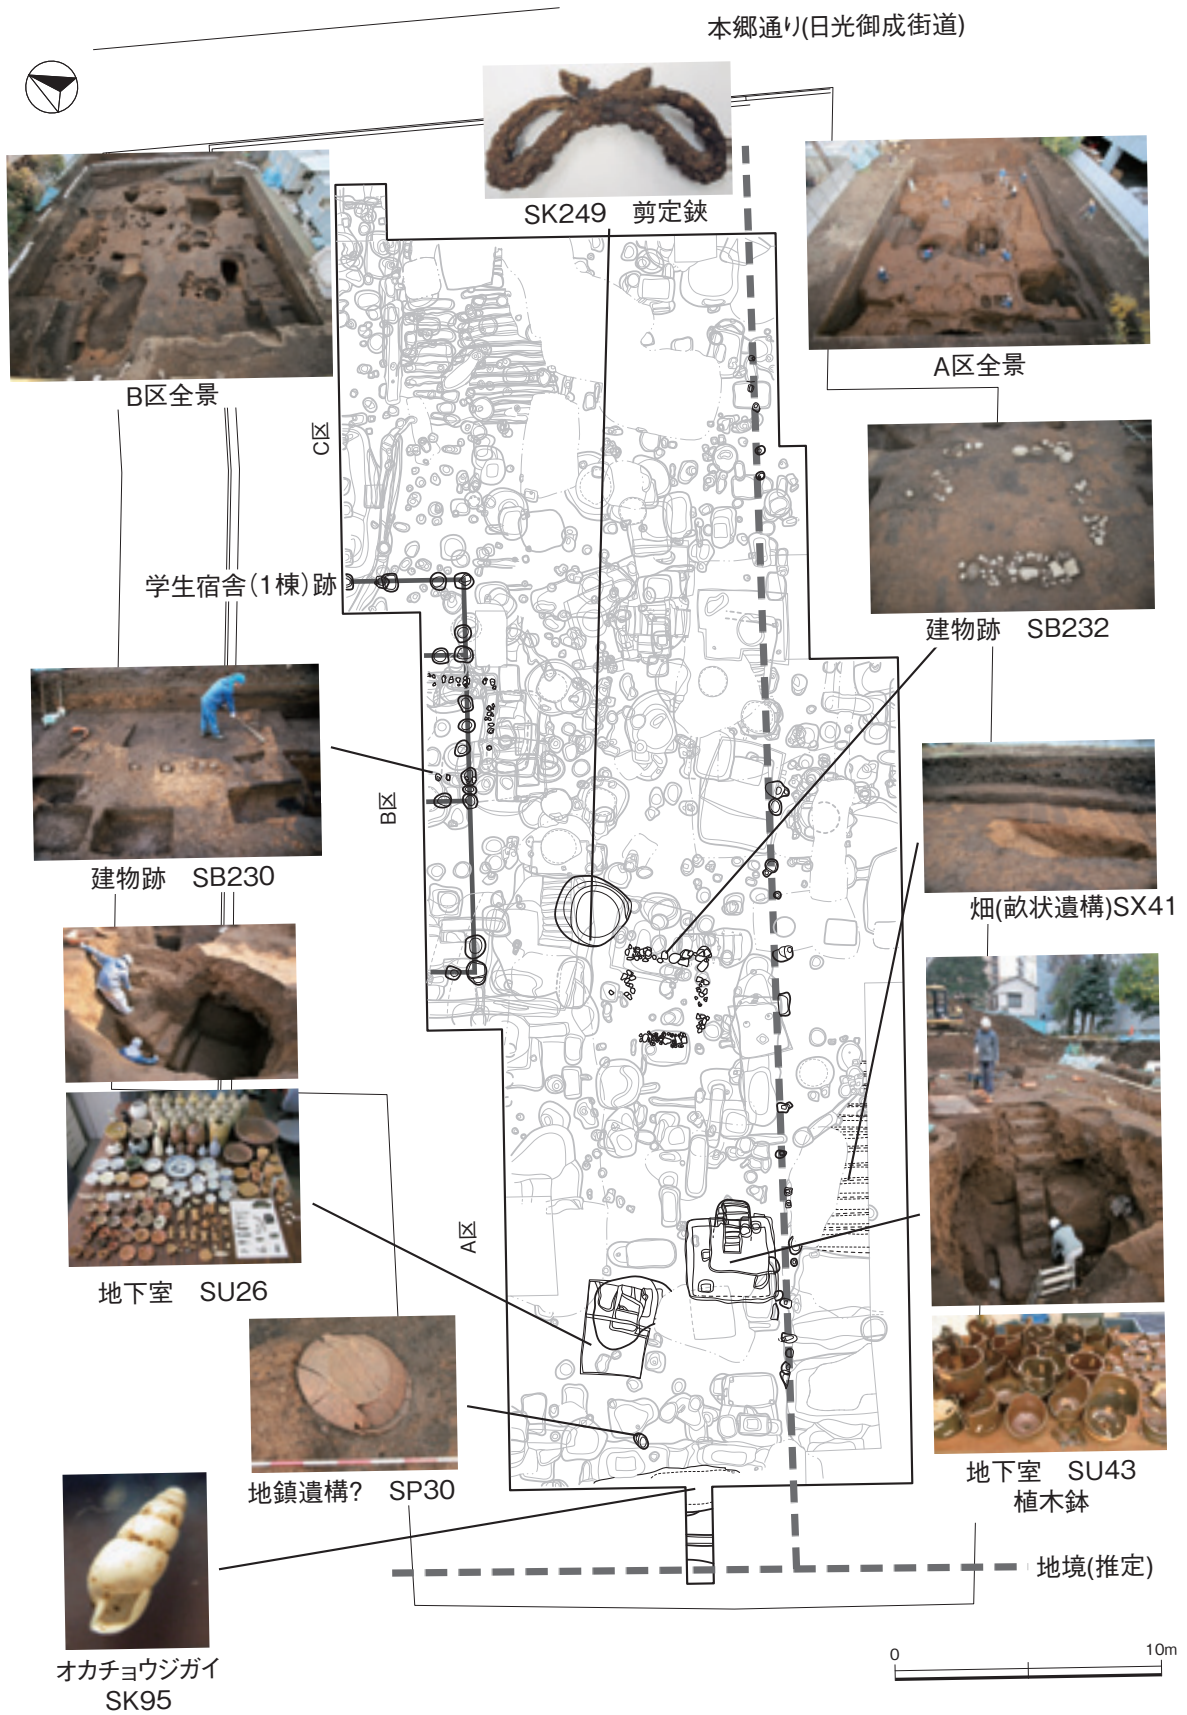 本郷通り(日光御成街道)
SK249　剪定鋏
B区全景
A区全景
C区
学生宿舎(1棟)跡
建物跡　SB232
B区
建物跡　SB230
畑(畝状遺構)SX41
A区
地下室　SU26
地鎮遺構?　SP30
地下室　SU43
植木鉢
地境(推定)
オカチョウジガイ
SK95
0
10m